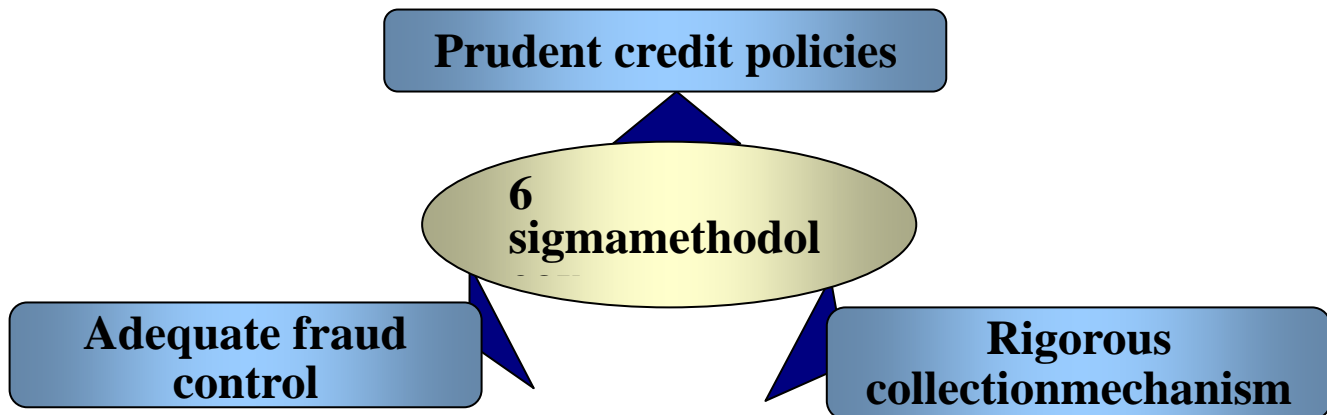 Prudent credit policies
6
sigmamethodol
Adequate fraud
control
Rigorous
collectionmechanism